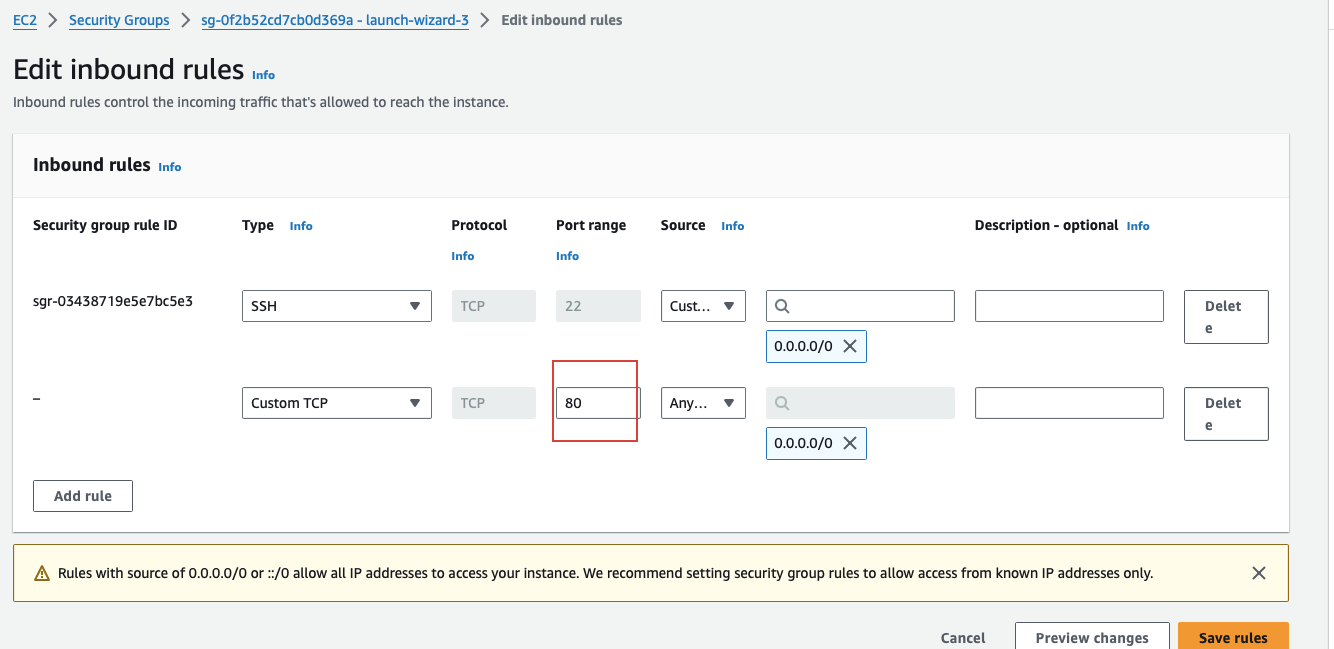 EC2 > Security Groups > sg-0f2b52cd7cb0d369a - launch-wizard-3 > Edit inbound rules
Edit inbound rules Info
Inbound rules control the incoming traffic that's allowed to reach the instance.
Inbound rules Info
Security group rule ID Type Info Protocol Port range Source Info Description - optional Info
Info Info
sgr-03438719e5e7bc5e3 SSH TCP 22 Cust... Delet
e
0.0.0.0/0
– Custom TCP TCP 80 Any... Delet
e
0.0.0.0/0
Add rule
Rules with source of 0.0.0.0/0 or ::/0 allow all IP addresses to access your instance. We recommend setting security group rules to allow access from known IP addresses only.
Cancel Preview changes Save rules